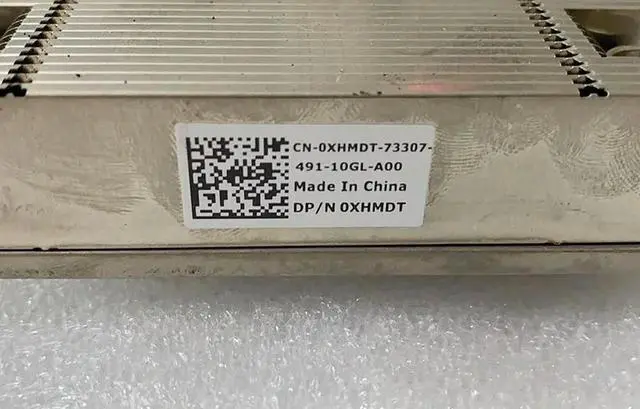 CN-0XHMDT-73307-
491-10GL-A00
Made In China
DP/N 0XHMDT